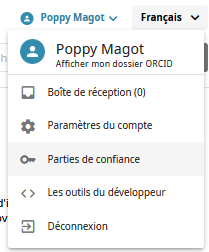 Poppy Magot Français
Poppy Magot
Afficher mon dossier ORCID
Boîte de réception (0)
Paramètres du compte
Parties de confiance
Les outils du développeur
Déconnexion